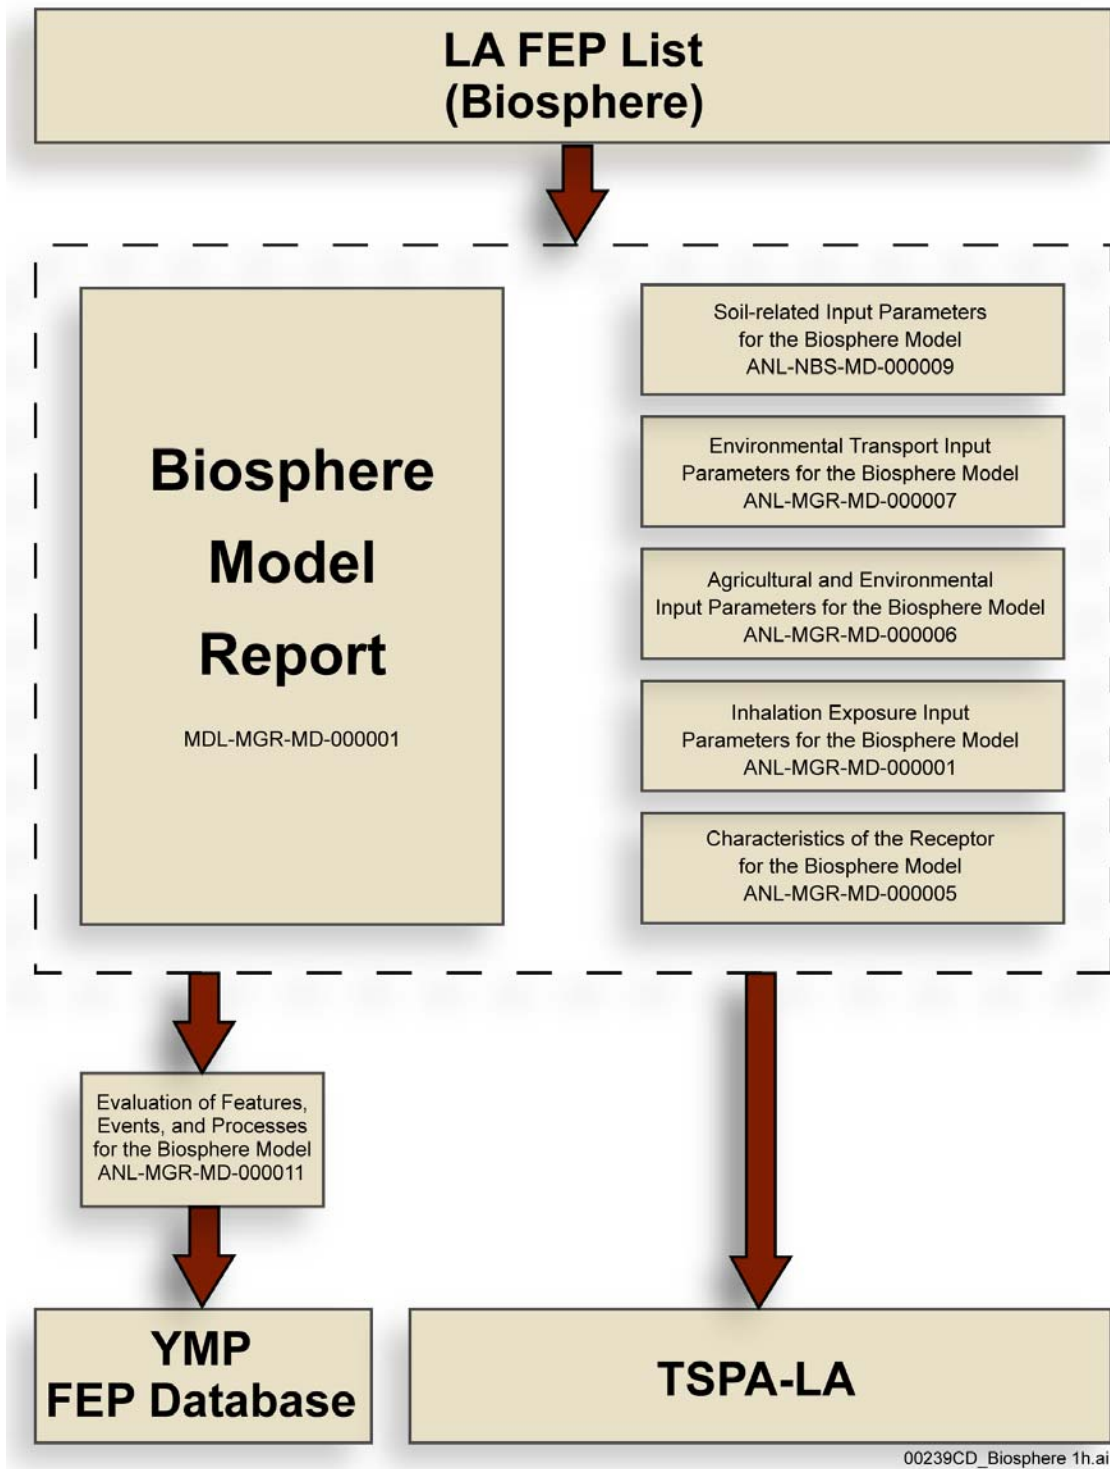 LA FEP List
(Biosphere)
Biosphere
Model
Report
MDL-MGR-MD-000001
Soil-related Input Parameters
for the Biosphere Model
ANL-NBS-MD-000009
Environmental Transport Input
Parameters for the Biosphere Model
ANL-MGR-MD-000007
Agricultural and Environmental
Input Parameters for the Biosphere Model
ANL-MGR-MD-000006
Inhalation Exposure Input
Parameters for the Biosphere Model
ANL-MGR-MD-000001
Characteristics of the Receptor
for the Biosphere Model
ANL-MGR-MD-000005
Evaluation of Features,
Events, and Processes
for the Biosphere Model
ANL-MGR-MD-000011
YMP
FEP Database
TSPA-LA
00239CD_Biosphere 1h.ai